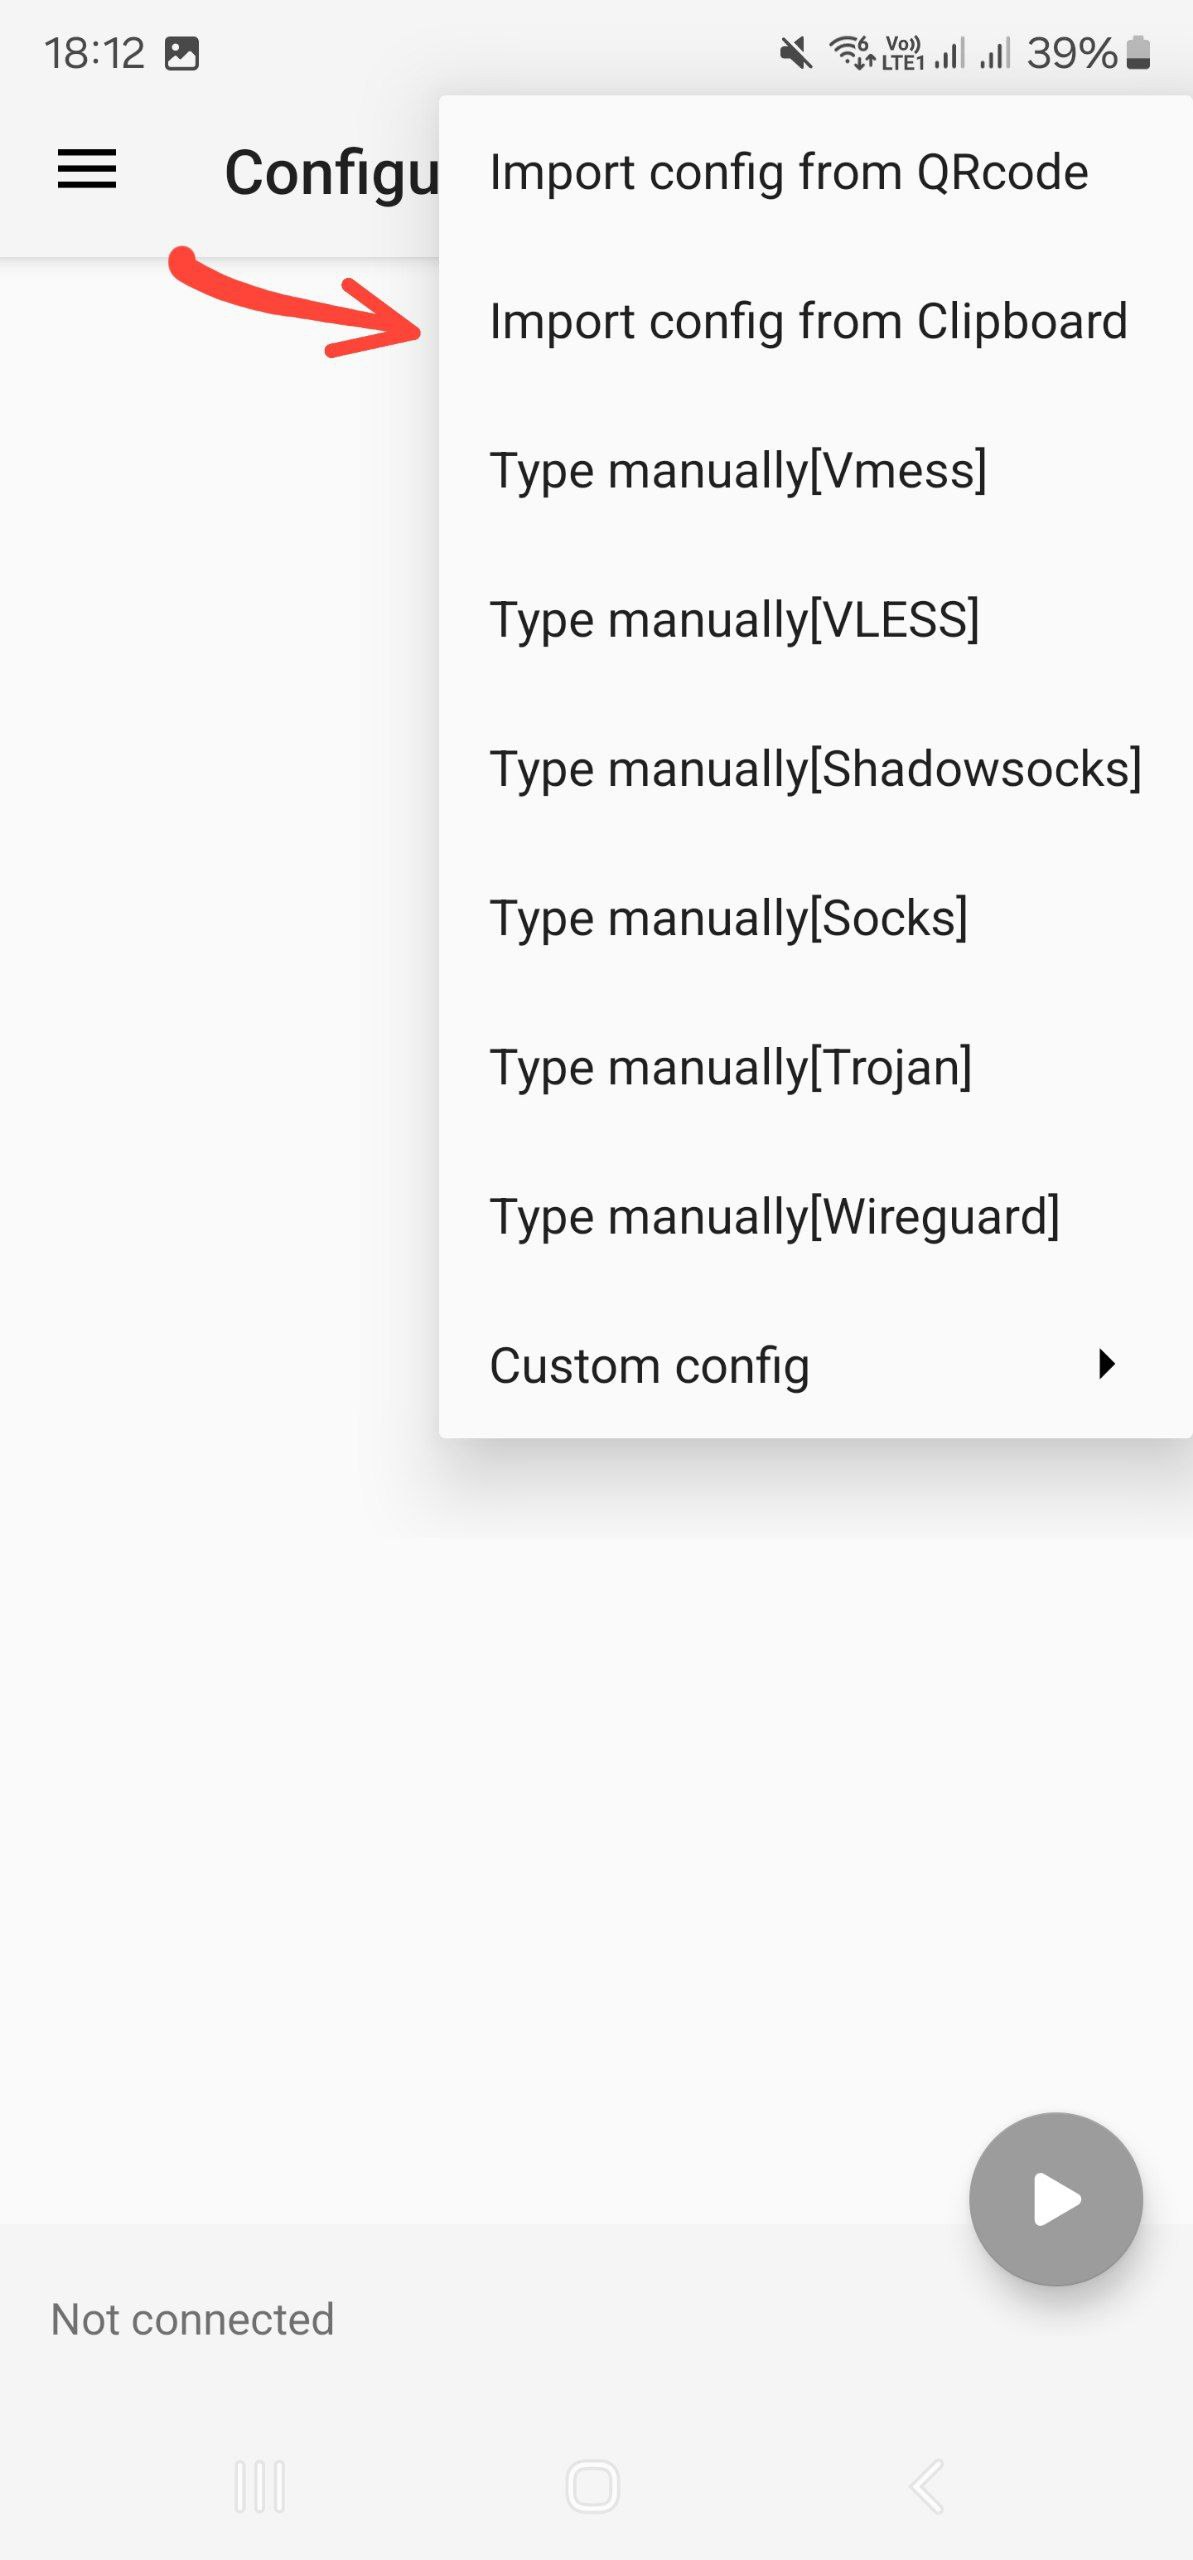 18:12
6 Vo)) LTE1 39%
Configu
Import config from QRcode
Import config from Clipboard
Type manually[Vmess]
Type manually[VLESS]
Type manually[Shadowsocks]
Type manually[Socks]
Type manually[Trojan]
Type manually[Wireguard]
Custom config
Not connected